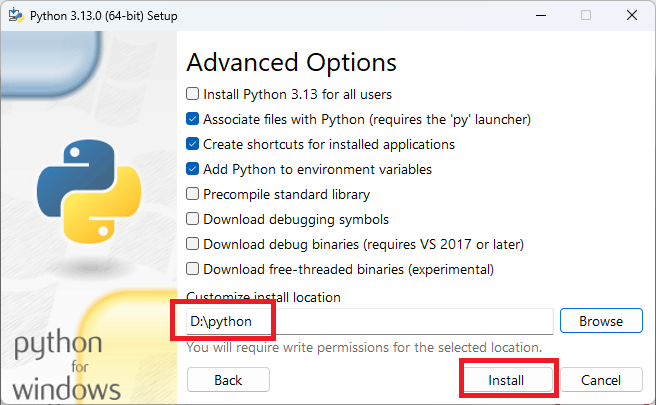 Python 3.13.0 (64-bit) Setup
Advanced Options
Install Python 3.13 for all users
Associate files with Python (requires the 'py' launcher)
Create shortcuts for installed applications
Add Python to environment variables
Precompile standard library
Download debugging symbols
Download debug binaries (requires VS 2017 or later)
Download free-threaded binaries (experimental)
Customize install location
D:\python
Browse
You will require write permissions for the selected location.
python
for
windows
Back
Install
Cancel